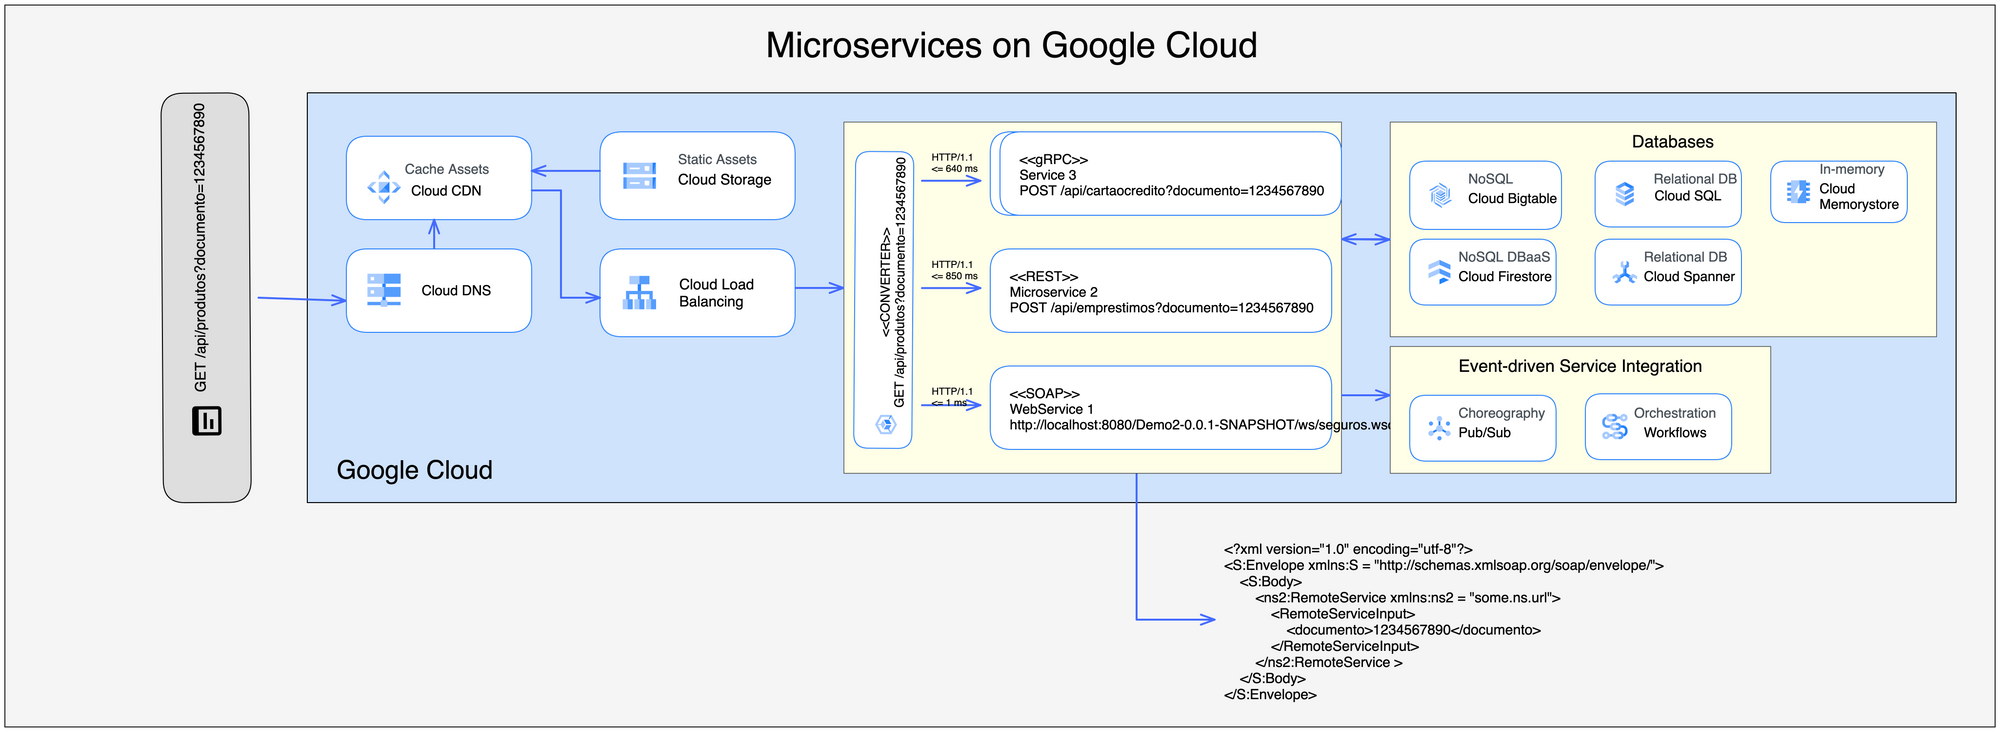 Microservices on Google Cloud
GET /api/produtos?documento=1234567890
Cache Assets
Cloud CDN
Static Assets
Cloud Storage
Cloud DNS
Cloud Load
Balancing
Google Cloud
<<CONVERTER>>
GET /api/produtos?documento=1234567890
HTTP/1.1
<= 640 ms
<<gRPC>>
Service 3
POST /api/cartaocredito?documento=1234567890
HTTP/1.1
<= 850 ms
<<REST>>
Microservice 2
POST /api/emprestimos?documento=1234567890
HTTP/1.1
<= 1 ms
<<SOAP>>
WebService 1
http://localhost:8080/Demo2-0.0.1-SNAPSHOT/ws/seguros.wsd
Databases
NoSQL
Cloud Bigtable
Relational DB
Cloud SQL
In-memory
Cloud
Memorystore
NoSQL DBaaS
Cloud Firestore
Relational DB
Cloud Spanner
Event-driven Service Integration
Choreography
Pub/Sub
Orchestration
Workflows
<?xml version="1.0" encoding="utf-8"?>
<S:Envelope xmlns:S = "http://schemas.xmlsoap.org/soap/envelope/">
<S:Body>
<ns2:RemoteService xmlns:ns2 = "some.ns.url">
<RemoteServiceInput>
<documento>1234567890</documento>
</RemoteServiceInput>
</ns2:RemoteService >
</S:Body>
</S:Envelope>